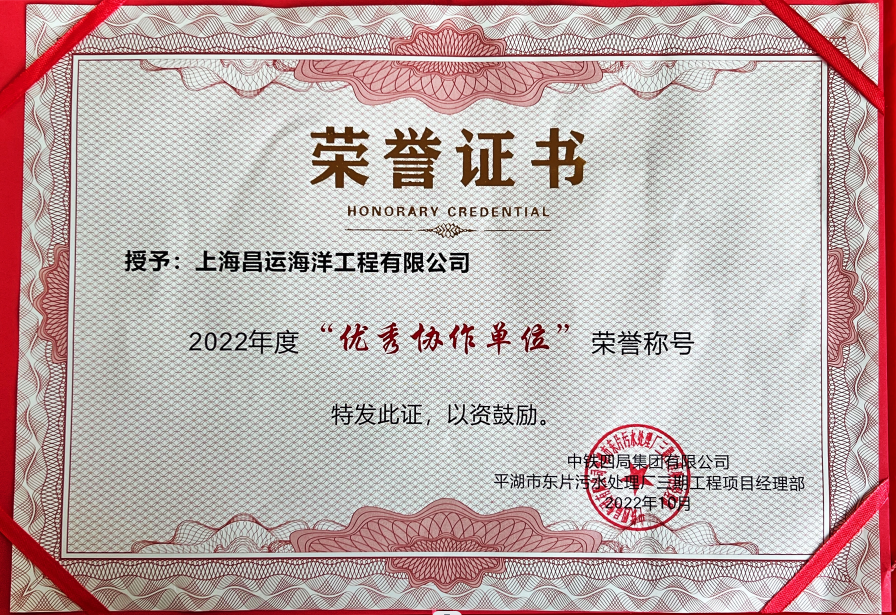 荣誉证书
HONORARY CREDENTIAL
授予：上海昌运海洋工程有限公司
2022年度“优秀协作单位”荣誉称号
特发此证，以资鼓励。
中铁四局集团有限公司
平湖市东片污水处理厂三期工程项目经理部
2022年10月